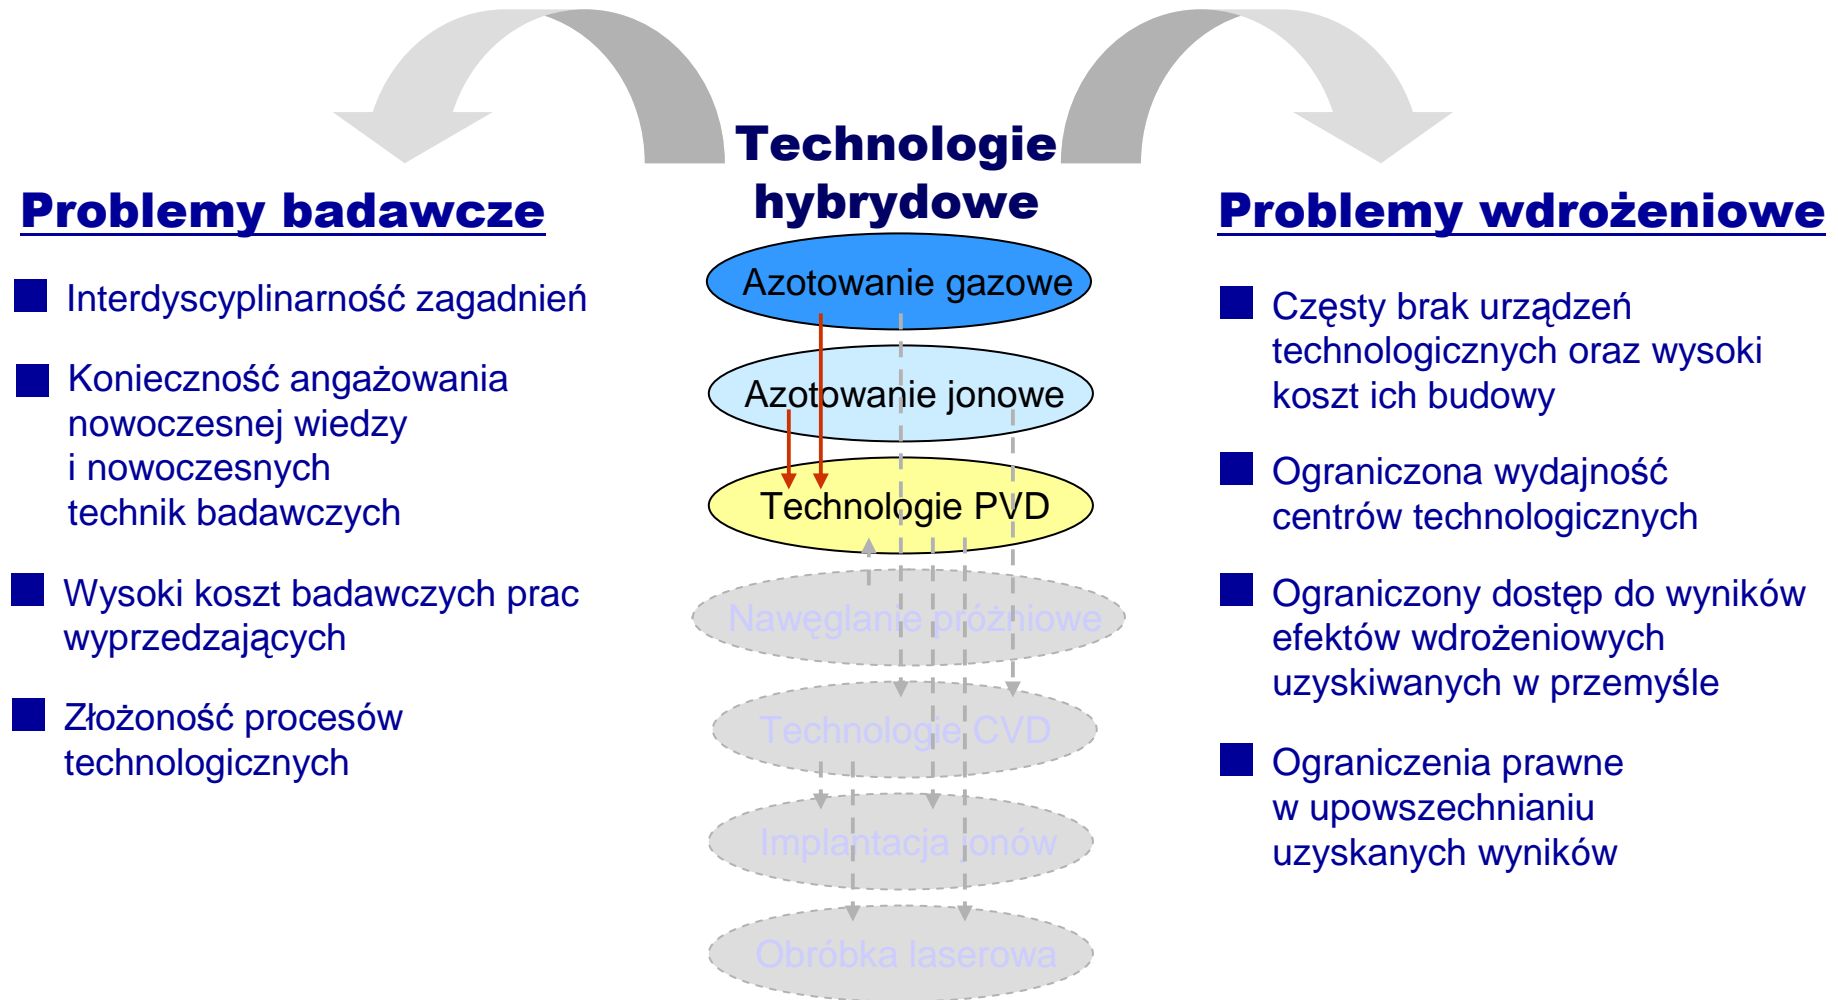 Technologie
hybrydowe
Problemy badawcze
Interdyscyplinarność zagadnień
Konieczność angażowania
nowoczesnej wiedzy
i nowoczesnych
technik badawczych
Wysoki koszt badawczych prac
wyprzedzających
Złożoność procesów
technologicznych
Azotowanie gazowe
Azotowanie jonowe
Technologie PVD
Nawęglanie próżniowe
Technologie CVD
Implantacja jonów
Obróbka laserowa
Problemy wdrożeniowe
Częsty brak urządzeń
technologicznych oraz wysoki
koszt ich budowy
Ograniczona wydajność
centrów technologicznych
Ograniczony dostęp do wyników
efektów wdrożeniowych
uzyskiwanych w przemyśle
Ograniczenia prawne
w upowszechnianiu
uzyskanych wyników